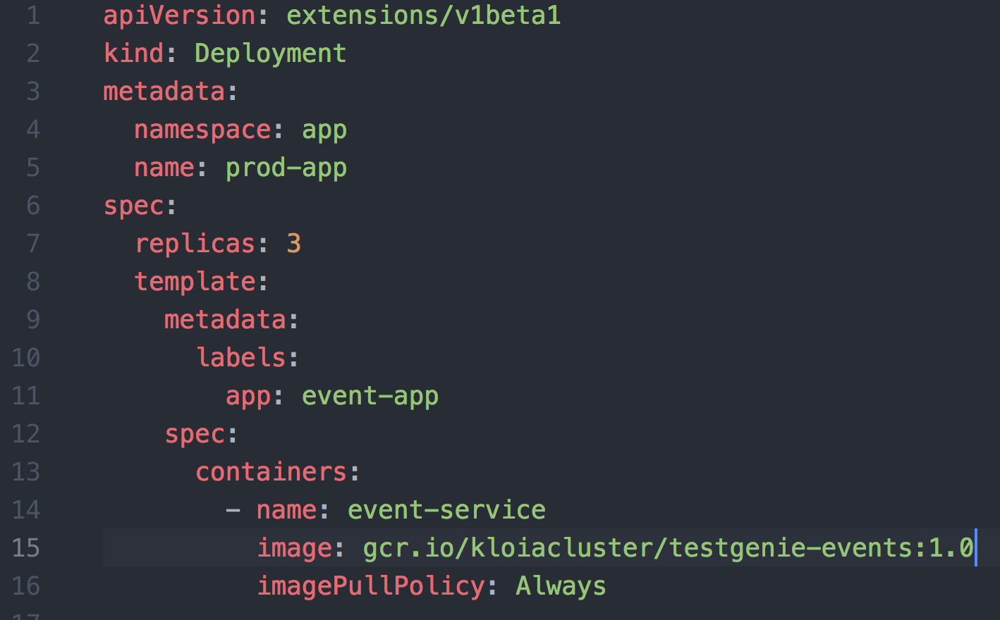 1 apiVersion: extensions/v1beta1
2 kind: Deployment
3 metadata:
4   namespace: app
5   name: prod-app
6 spec:
7   replicas: 3
8   template:
9     metadata:
10       labels:
11         app: event-app
12     spec:
13       containers:
14         - name: event-service
15           image: gcr.io/kloiacluster/testgenie-events:1.0
16           imagePullPolicy: Always
17